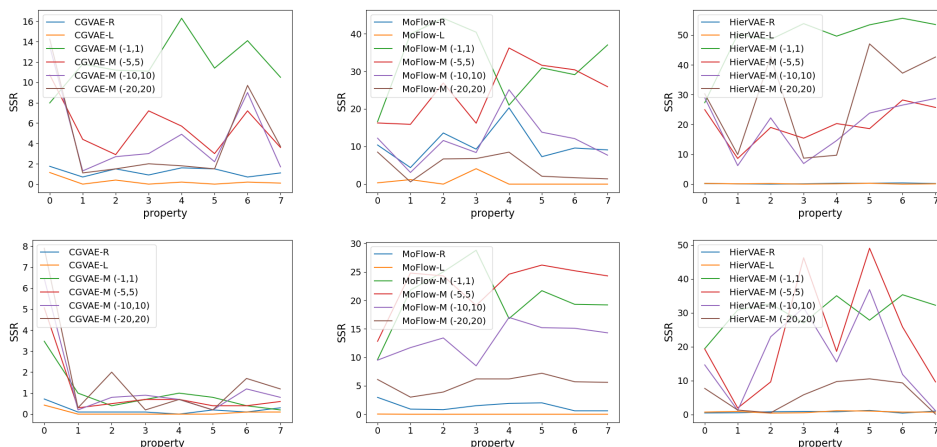 CGVAE-R
CGVAE-L
CGVAE-M (-1,1)
CGVAE-M (-5,5)
CGVAE-M (-10,10)
CGVAE-M (-20,20)
SSR
16
14
12
10
8
6
4
2
0
0 1 2 3 4 5 6 7
property
MoFlow-R
MoFlow-L
MoFlow-M (-1,1)
MoFlow-M (-5,5)
MoFlow-M (-10,10)
MoFlow-M (-20,20)
SSR
40
30
20
10
0
0 1 2 3 4 5 6 7
property
HierVAE-R
HierVAE-L
HierVAE-M (-1,1)
HierVAE-M (-5,5)
HierVAE-M (-10,10)
HierVAE-M (-20,20)
SSR
50
40
30
20
10
0
0 1 2 3 4 5 6 7
property
CGVAE-R
CGVAE-L
CGVAE-M (-1,1)
CGVAE-M (-5,5)
CGVAE-M (-10,10)
CGVAE-M (-20,20)
SSR
8
7
6
5
4
3
2
1
0
0 1 2 3 4 5 6 7
property
MoFlow-R
MoFlow-L
MoFlow-M (-1,1)
MoFlow-M (-5,5)
MoFlow-M (-10,10)
MoFlow-M (-20,20)
SSR
30
25
20
15
10
5
0
0 1 2 3 4 5 6 7
property
HierVAE-R
HierVAE-L
HierVAE-M (-1,1)
HierVAE-M (-5,5)
HierVAE-M (-10,10)
HierVAE-M (-20,20)
SSR
50
40
30
20
10
0
0 1 2 3 4 5 6 7
property